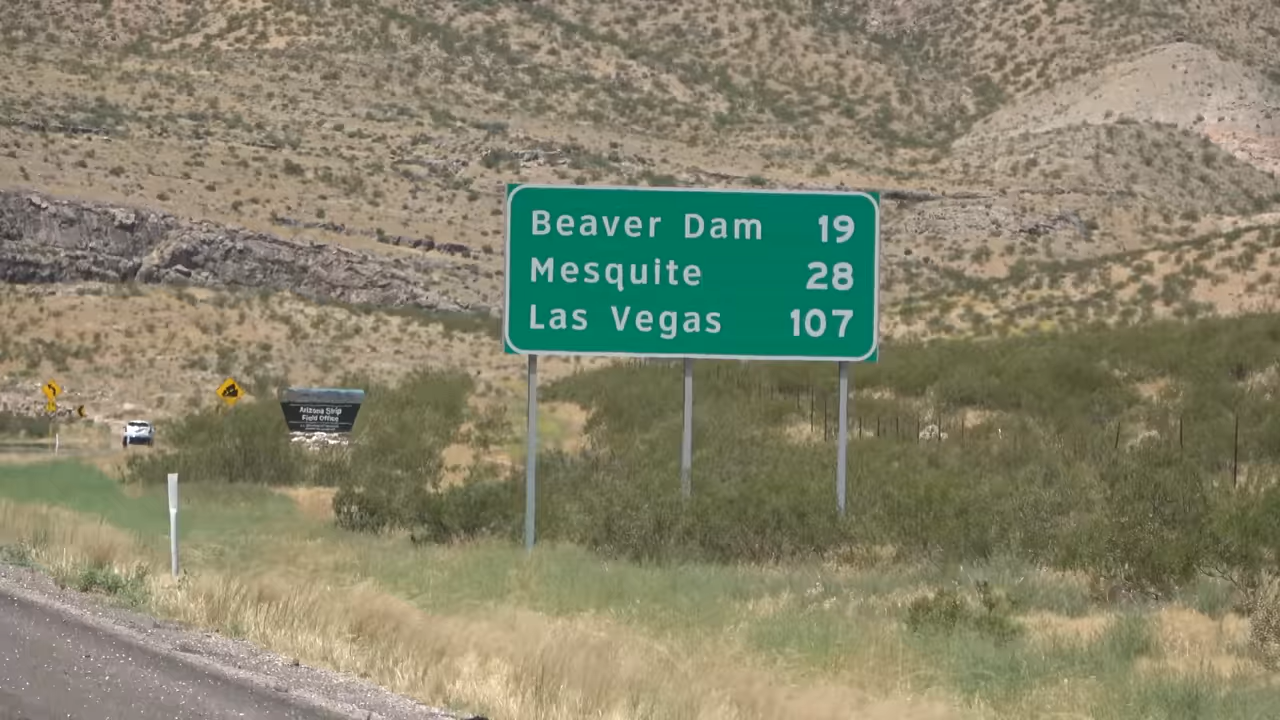 Beaver Dam 19
Mesquite 28
Las Vegas 107
Arizona Strip
Field Office